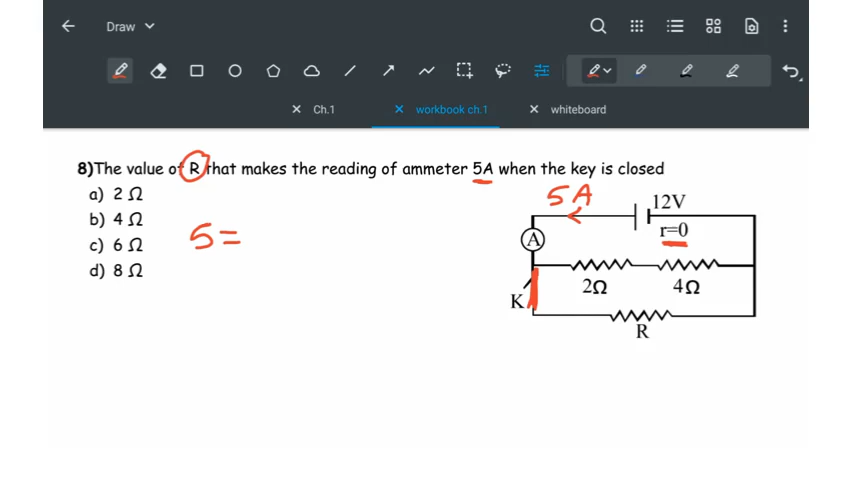 Draw
Ch.1
workbook ch.1
whiteboard
8)The value of R that makes the reading of ammeter 5A when the key is closed
a) 2 Ω
b) 4 Ω
c) 6 Ω
d) 8 Ω
5=
5A
12V
r=0
A
2Ω 4Ω
K
R